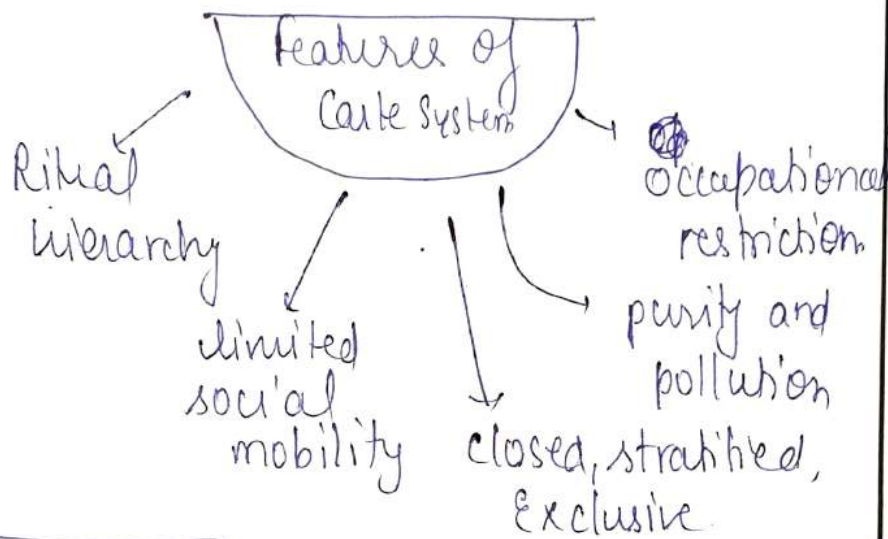 Features Of
Caste System
Ritual
hierarchy
limited
social
mobility
closed, stratified,
Exclusive
purity and
pollution
Occupational
restriction